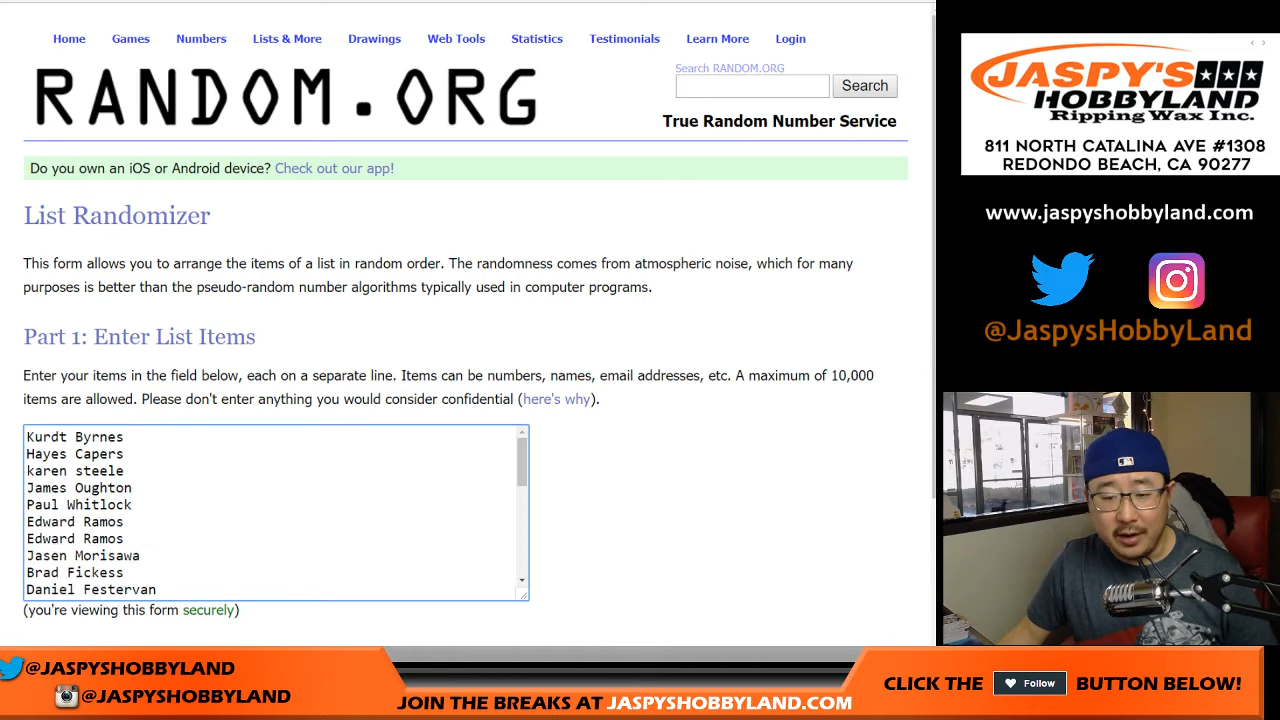 Home Games Numbers Lists & More Drawings Web Tools Statistics Testimonials Learn More Login
RANDOM.ORG
Search RANDOM.ORG
Search
True Random Number Service
Do you own an iOS or Android device? Check out our app!
List Randomizer
This form allows you to arrange the items of a list in random order. The randomness comes from atmospheric noise, which for many
purposes is better than the pseudo-random number algorithms typically used in computer programs.
Part 1: Enter List Items
Enter your items in the field below, each on a separate line. Items can be numbers, names, email addresses, etc. A maximum of 10,000
items are allowed. Please don't enter anything you would consider confidential (here's why).
Kurdt Byrnes
Hayes Capers
karen steele
James Oughton
Paul Whitlock
Edward Ramos
Edward Ramos
Jasen Morisawa
Brad Fickess
Daniel Festervan
(you're viewing this form securely)
JASPY'S
HOBBYLAND
Ripping Wax Inc.
811 NORTH CATALINA AVE #1308
REDONDO BEACH, CA 90277
www.jaspyshobbyland.com
@JaspysHobbyLand
@JASPYSHOBBYLAND
@JASPYSHOBBYLAND
JOIN THE BREAKS AT JASPYSHOBBYLAND.COM
CLICK THE Follow BUTTON BELOW!